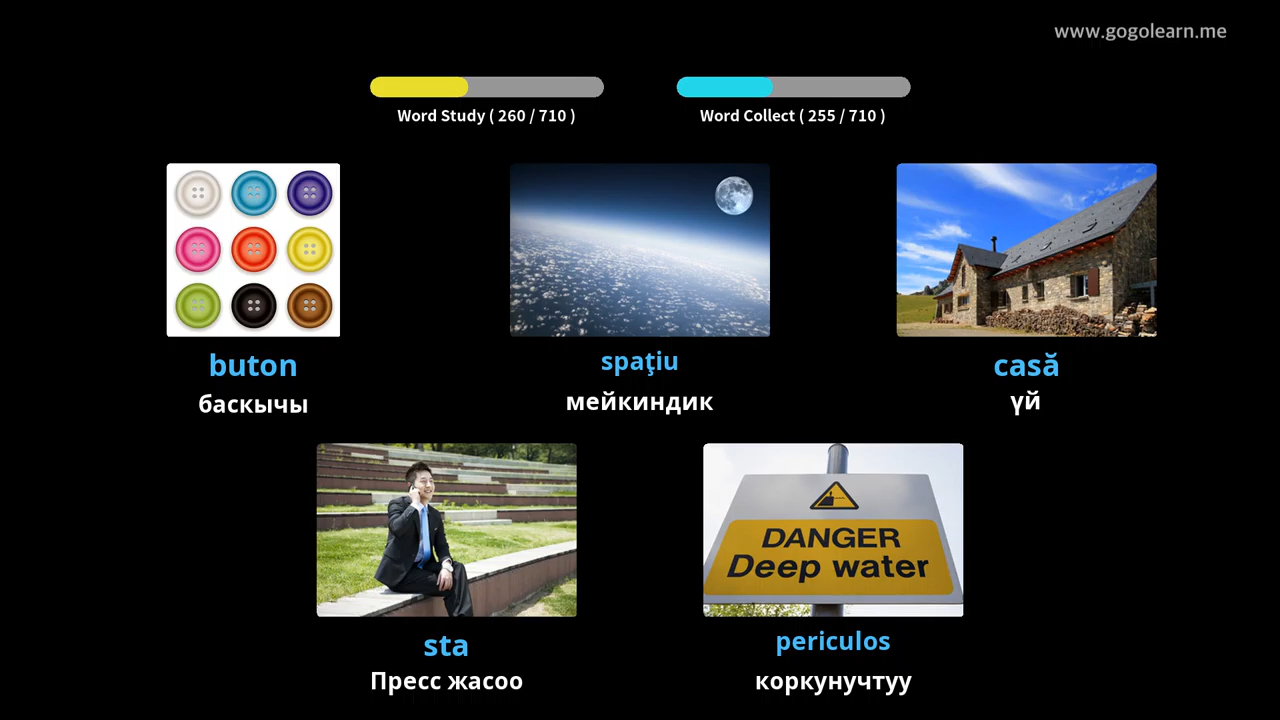 www.gogolearn.me
Word Study ( 260 / 710 )
Word Collect ( 255 / 710 )
buton
баскычы
spaţiu
мейкиндик
casă
үй
DANGER
Deep water
sta
Пресс жасоо
periculos
коркунучтуу